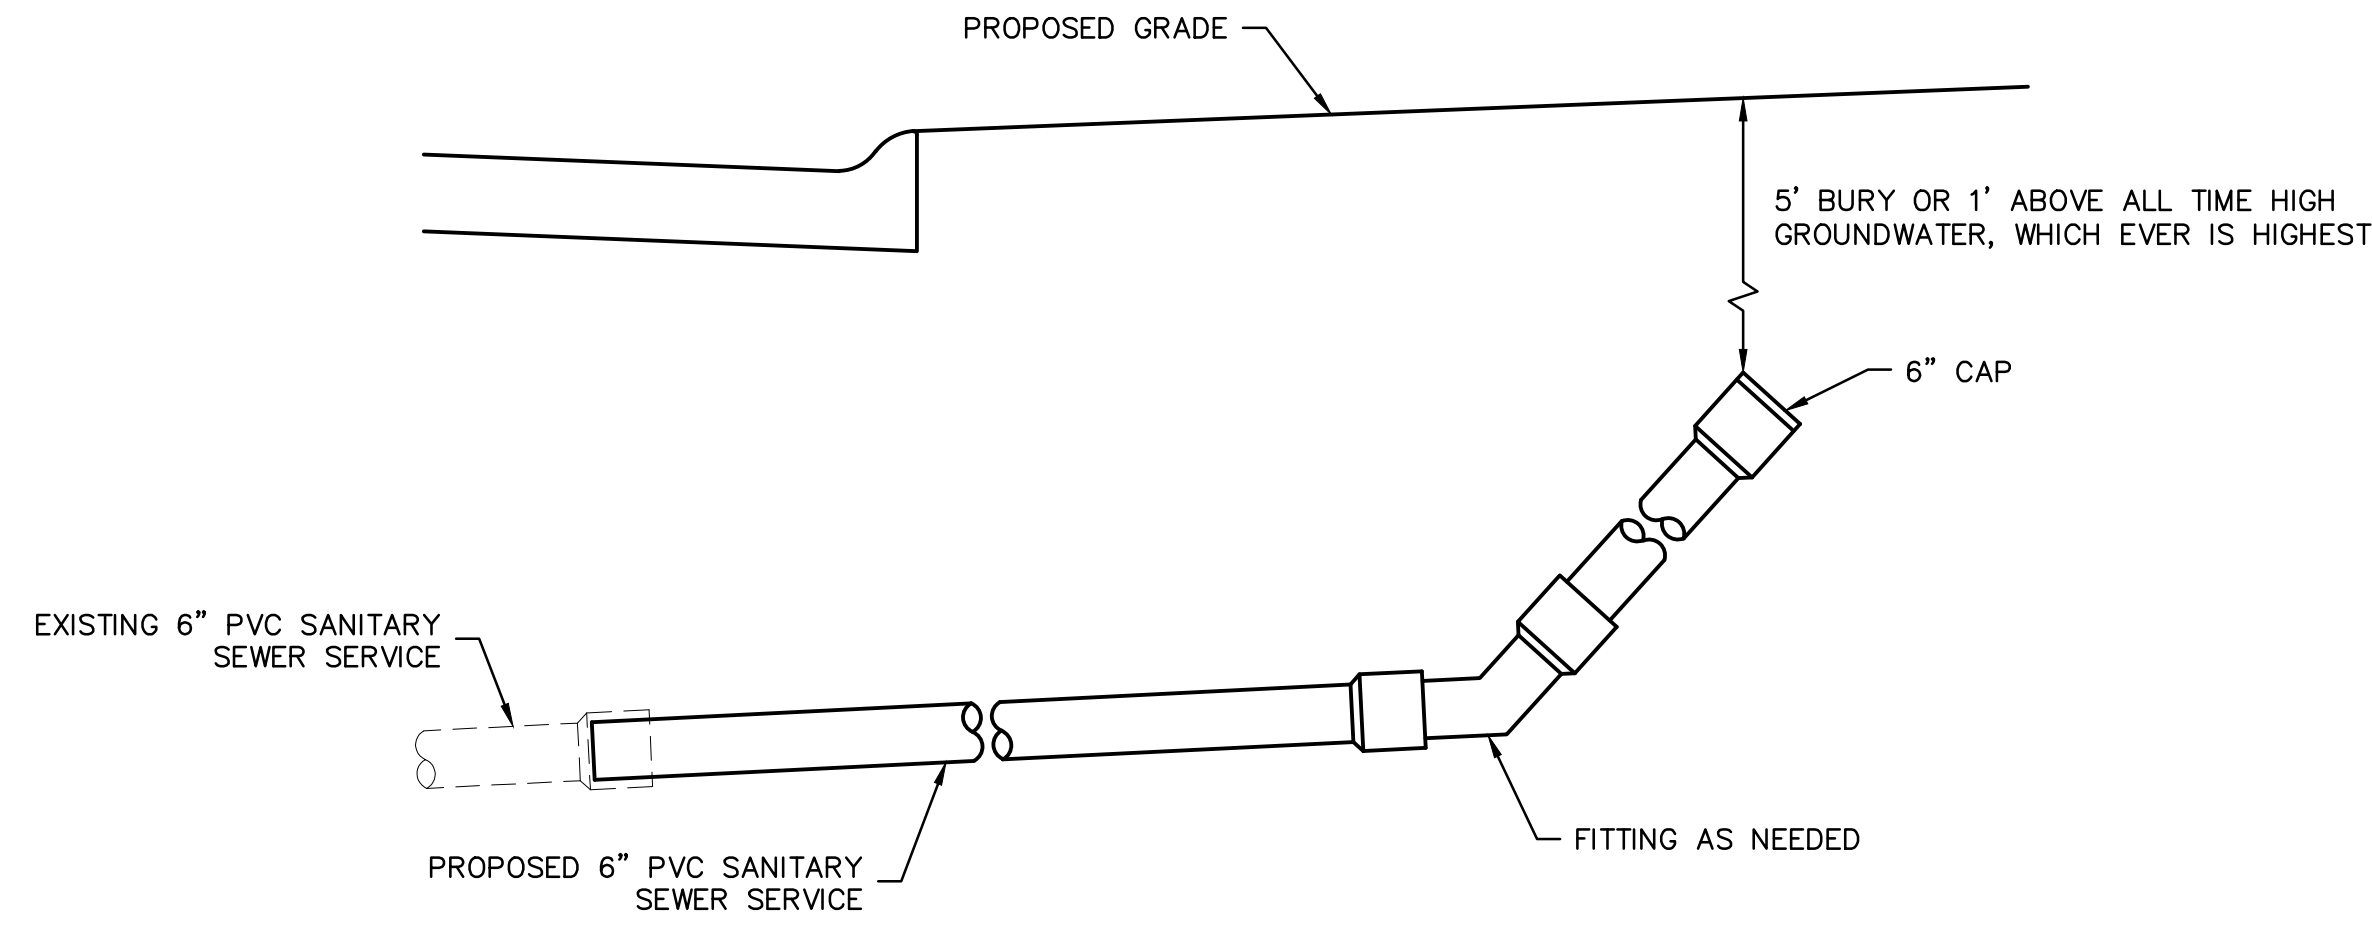 PROPOSED GRADE
5' BURY OR 1' ABOVE ALL TIME HIGH
GROUNDWATER, WHICH EVER IS HIGHEST
6” CAP
EXISTING 6” PVC SANITARY
SEWER SERVICE
FITTING AS NEEDED
PROPOSED 6” PVC SANITARY
SEWER SERVICE